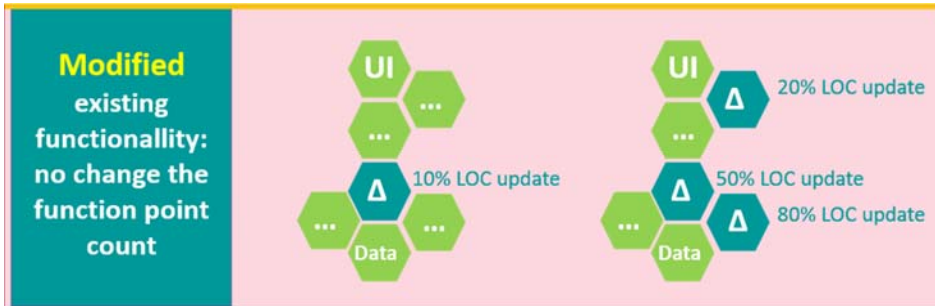 Modified
existing
functionallity:
no change the
function point
count
UI
...
...
Δ 10% LOC update
...
...
Data
UI
Δ 20% LOC update
...
Δ 50% LOC update
...
Δ 80% LOC update
Data